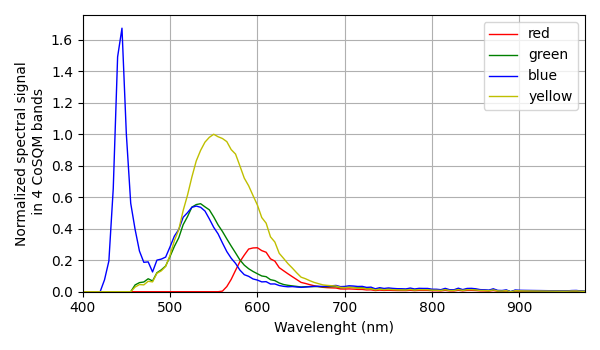 Normalized spectral signal
in 4 CoSQM bands
1.6
1.4
1.2
1.0
0.8
0.6
0.4
0.2
0.0
400
500
600
700
800
900
Wavelenght (nm)
red
green
blue
yellow